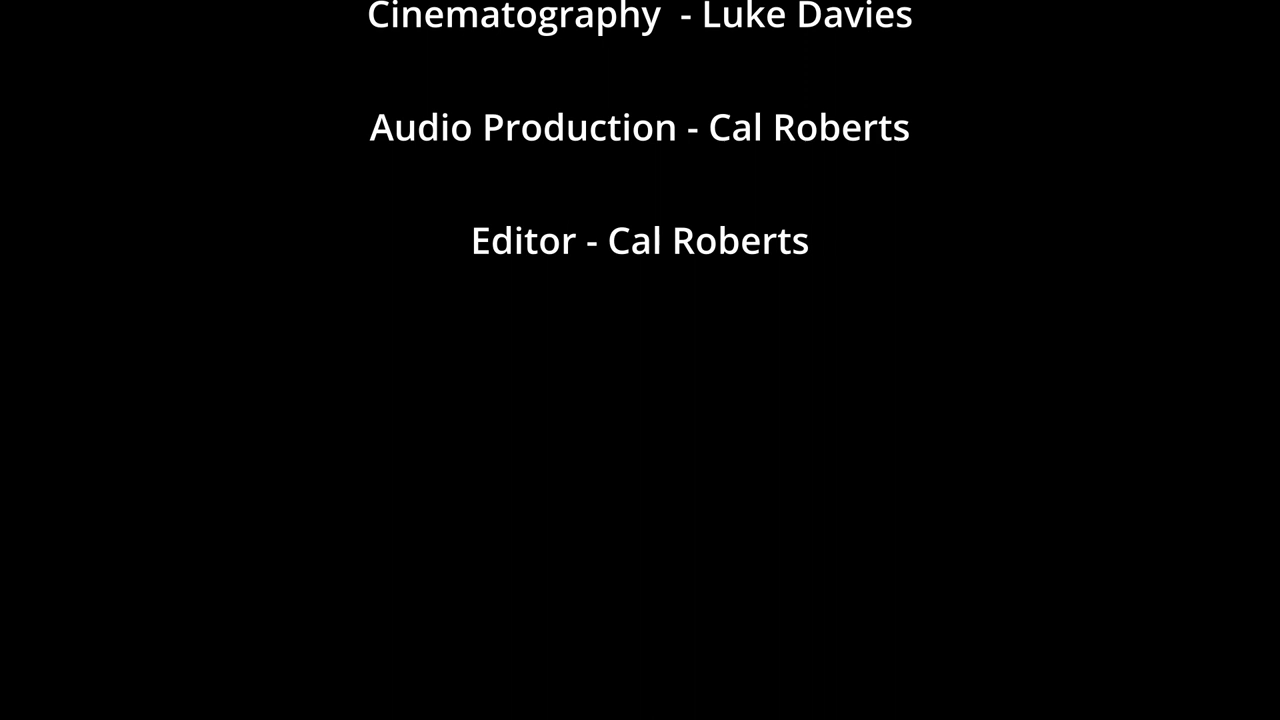 Cinematography  - Luke Davies
Audio Production - Cal Roberts
Editor - Cal Roberts